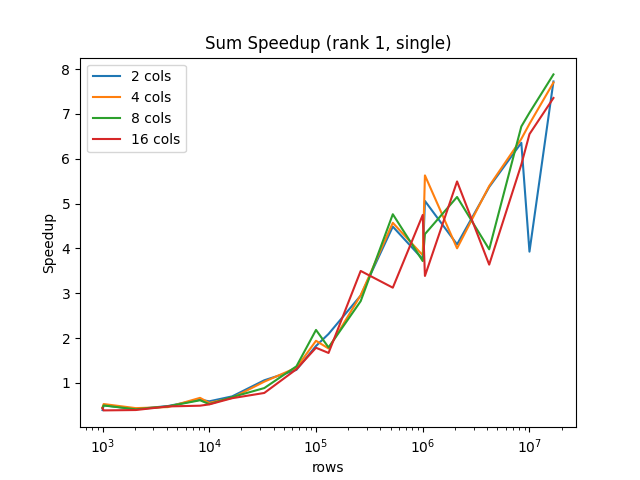 Sum Speedup (rank 1, single)
2 cols
4 cols
8 cols
16 cols
Speedup
8
7
6
5
4
3
2
1
10³ 10⁴ 10⁵ 10⁶ 10⁷
rows